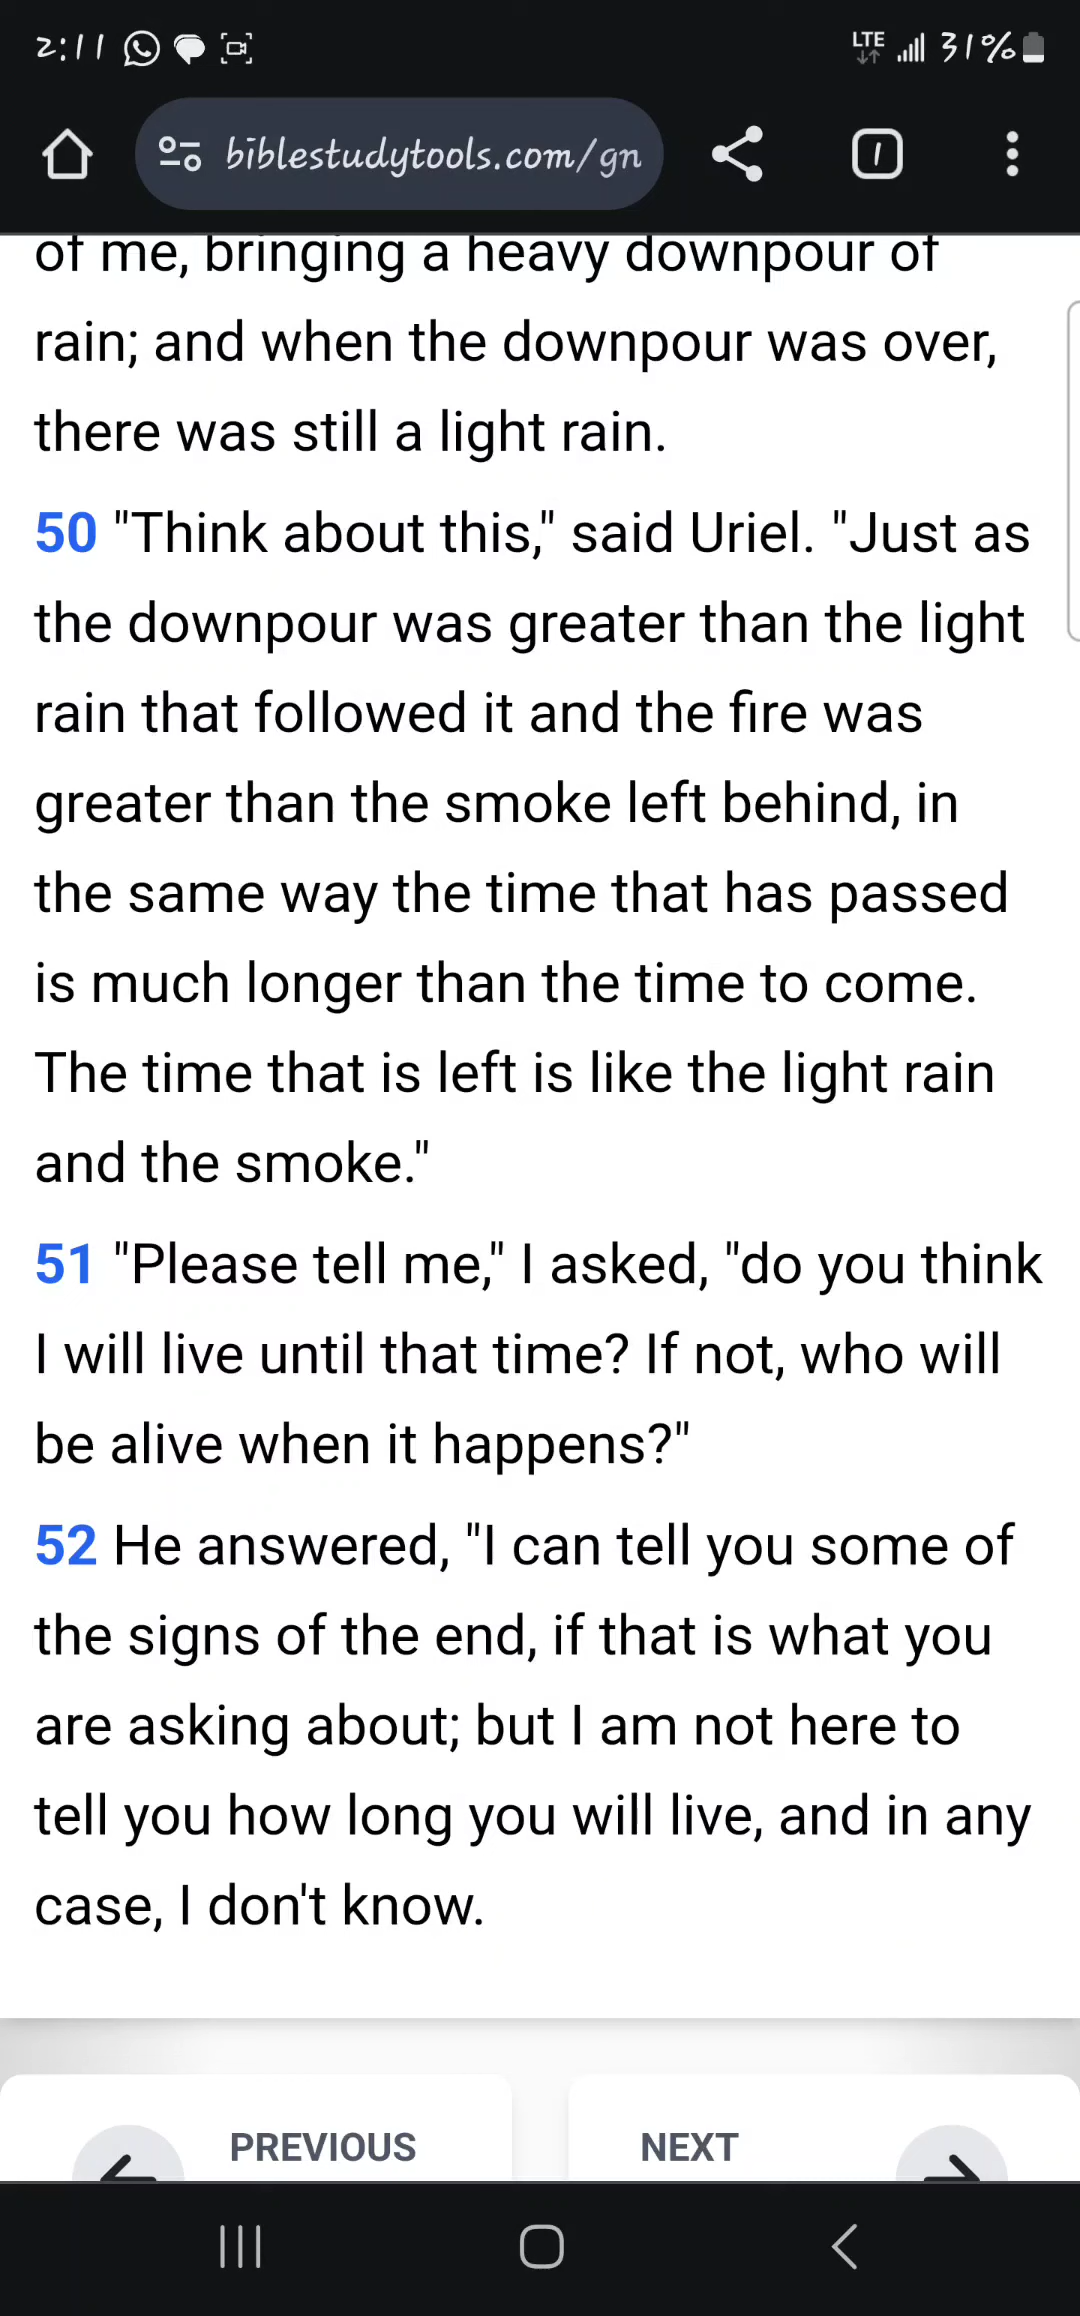 2:11 LTE 31%
biblestudytools.com/gn 1
of me, bringing a heavy downpour of
rain; and when the downpour was over,
there was still a light rain.
50 "Think about this," said Uriel. "Just as
the downpour was greater than the light
rain that followed it and the fire was
greater than the smoke left behind, in
the same way the time that has passed
is much longer than the time to come.
The time that is left is like the light rain
and the smoke."
51 "Please tell me," I asked, "do you think
I will live until that time? If not, who will
be alive when it happens?"
52 He answered, "I can tell you some of
the signs of the end, if that is what you
are asking about; but I am not here to
tell you how long you will live, and in any
case, I don't know.
PREVIOUS NEXT